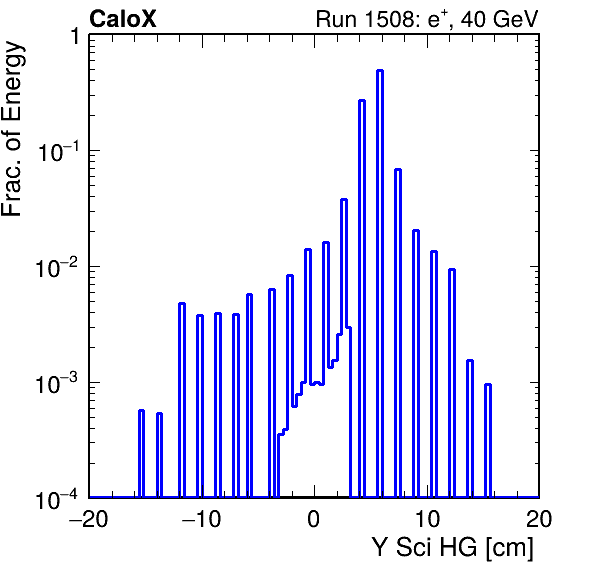 CaloX Run 1508: e⁺, 40 GeV
Frac. of Energy
1
10⁻¹
10⁻²
10⁻³
10⁻⁴
−20 −10 0 10 20
Y Sci HG [cm]